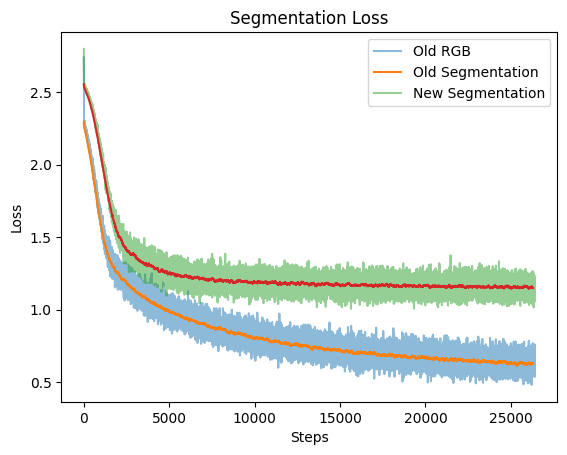 Segmentation Loss
Old RGB
Old Segmentation
New Segmentation
Loss
2.5
2.0
1.5
1.0
0.5
0
5000
10000
15000
20000
25000
Steps